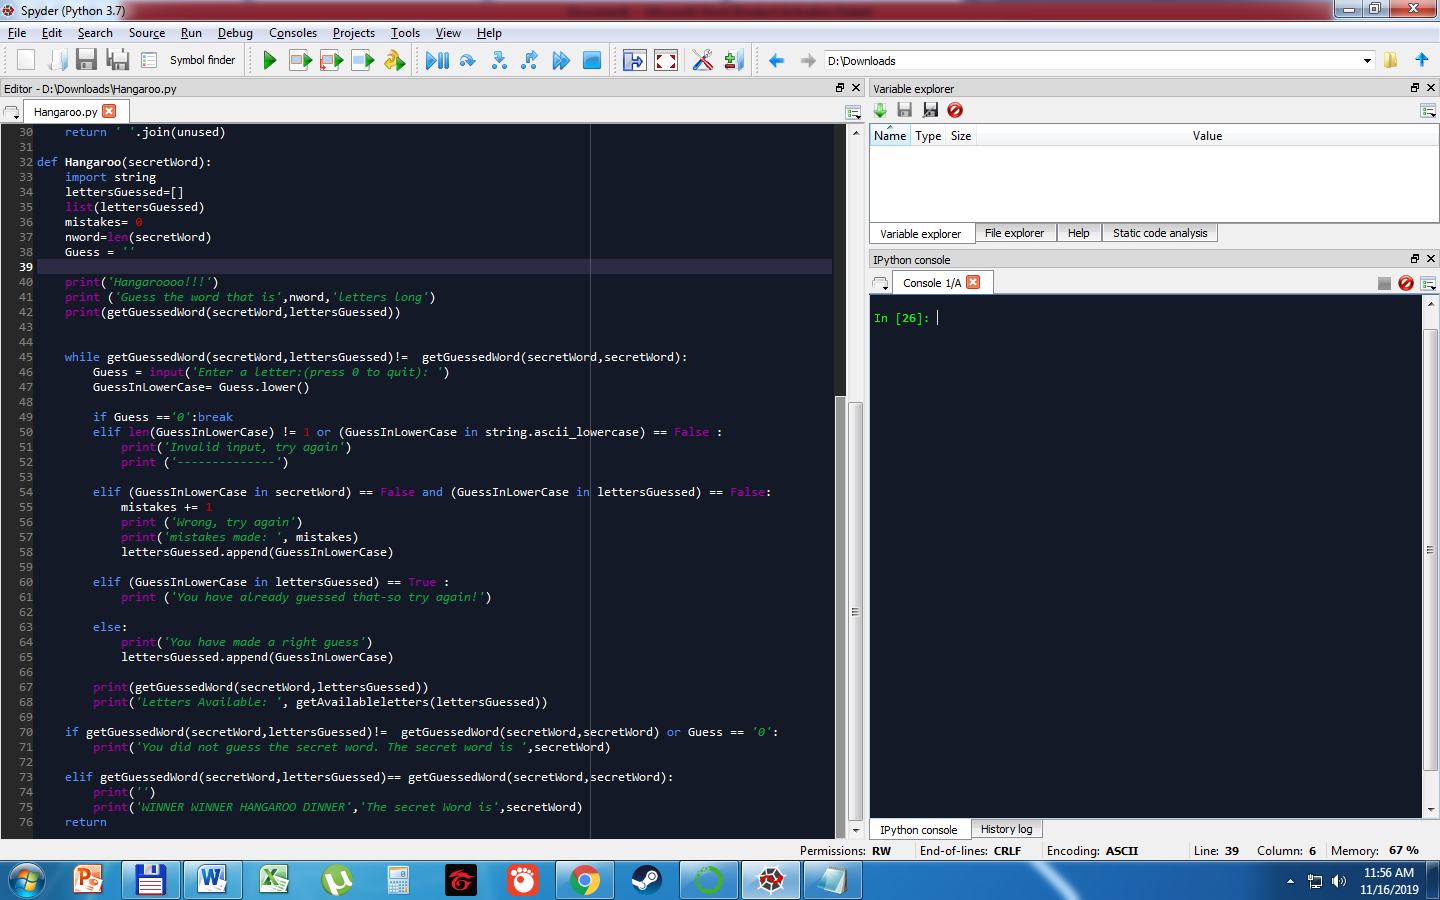 Spyder (Python 3.7)
File Edit Search Source Run Debug Consoles Projects Tools View Help
Symbol finder
D:\Downloads
Editor - D:\Downloads\Hangaroo.py
Hangaroo.py
30     return ' '.join(unused)
31
32 def Hangaroo(secretWord):
33     import string
34     lettersGuessed=[]
35     list(lettersGuessed)
36     mistakes= 0
37     nword=len(secretWord)
38     Guess = ''
39
40     print('Hangaroooo!!!')
41     print ('Guess the word that is',nword,'letters long')
42     print(getGuessedWord(secretWord,lettersGuessed))
43
44
45     while getGuessedWord(secretWord,lettersGuessed)!=  getGuessedWord(secretWord,secretWord):
46         Guess = input('Enter a letter:(press 0 to quit): ')
47         GuessInLowerCase= Guess.lower()
48
49         if Guess =='0':break
50         elif len(GuessInLowerCase) != 1 or (GuessInLowerCase in string.ascii_lowercase) == False :
51             print('Invalid input, try again')
52             print ('--------------')
53
54         elif (GuessInLowerCase in secretWord) == False and (GuessInLowerCase in lettersGuessed) == False:
55             mistakes += 1
56             print ('Wrong, try again')
57             print('mistakes made: ', mistakes)
58             lettersGuessed.append(GuessInLowerCase)
59
60         elif (GuessInLowerCase in lettersGuessed) == True :
61             print ('You have already guessed that-so try again!')
62
63         else:
64             print('You have made a right guess')
65             lettersGuessed.append(GuessInLowerCase)
66
67         print(getGuessedWord(secretWord,lettersGuessed))
68         print('Letters Available: ', getAvailableletters(lettersGuessed))
69
70     if getGuessedWord(secretWord,lettersGuessed)!=  getGuessedWord(secretWord,secretWord) or Guess == '0':
71         print('You did not guess the secret word. The secret word is ',secretWord)
72
73     elif getGuessedWord(secretWord,lettersGuessed)== getGuessedWord(secretWord,secretWord):
74         print('')
75         print('WINNER WINNER HANGAROO DINNER','The secret Word is',secretWord)
76     return
Variable explorer
Name Type Size Value
Variable explorer File explorer Help Static code analysis
IPython console
Console 1/A
In [26]:
IPython console History log
Permissions: RW End-of-lines: CRLF Encoding: ASCII Line: 39 Column: 6 Memory: 67 %
11:56 AM
11/16/2019